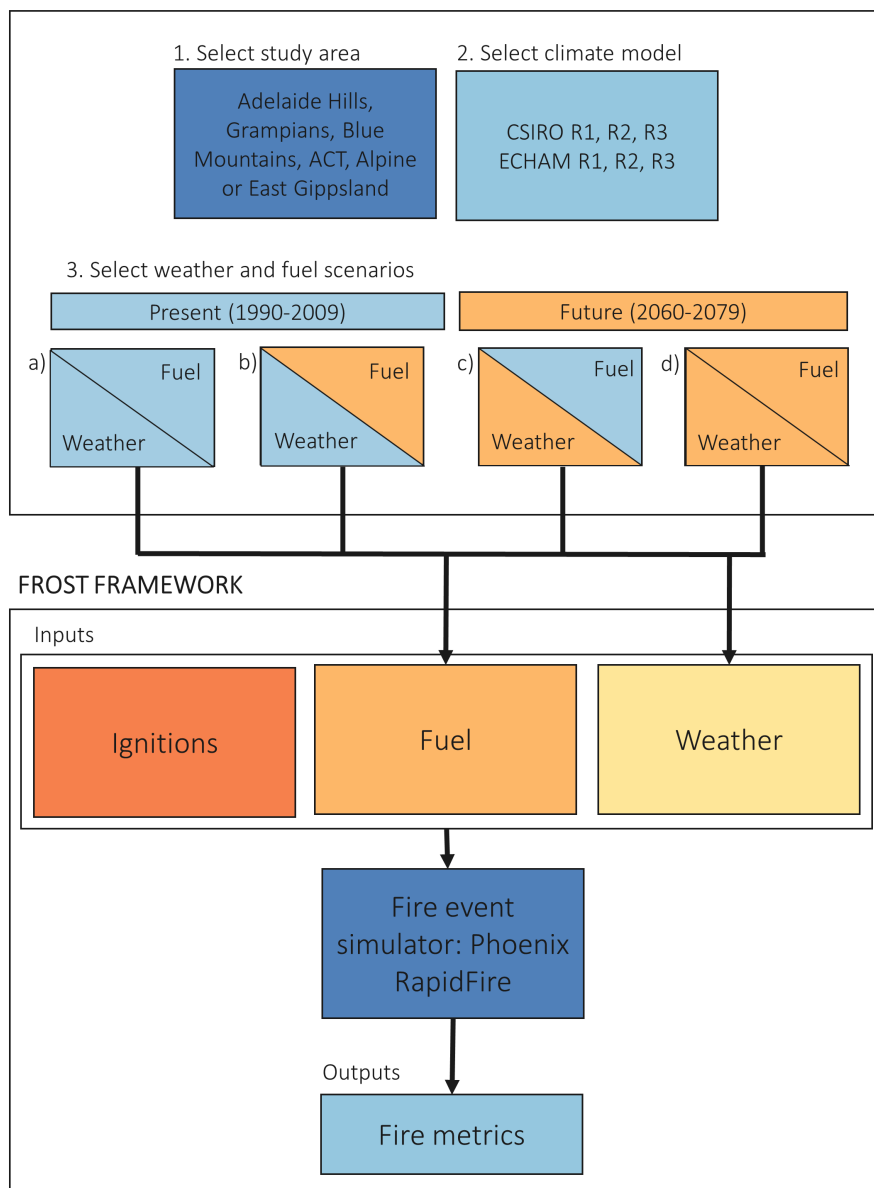 1. Select study area
Adelaide Hills,
Grampians, Blue
Mountains, ACT, Alpine
or East Gippsland
2. Select climate model
CSIRO R1, R2, R3
ECHAM R1, R2, R3
3. Select weather and fuel scenarios
Present (1990-2009)
Future (2060-2079)
a)
Fuel
Weather
b)
Fuel
Weather
c)
Fuel
Weather
d)
Fuel
Weather
FROST FRAMEWORK
Inputs
Ignitions
Fuel
Weather
Fire event
simulator: Phoenix
RapidFire
Outputs
Fire metrics